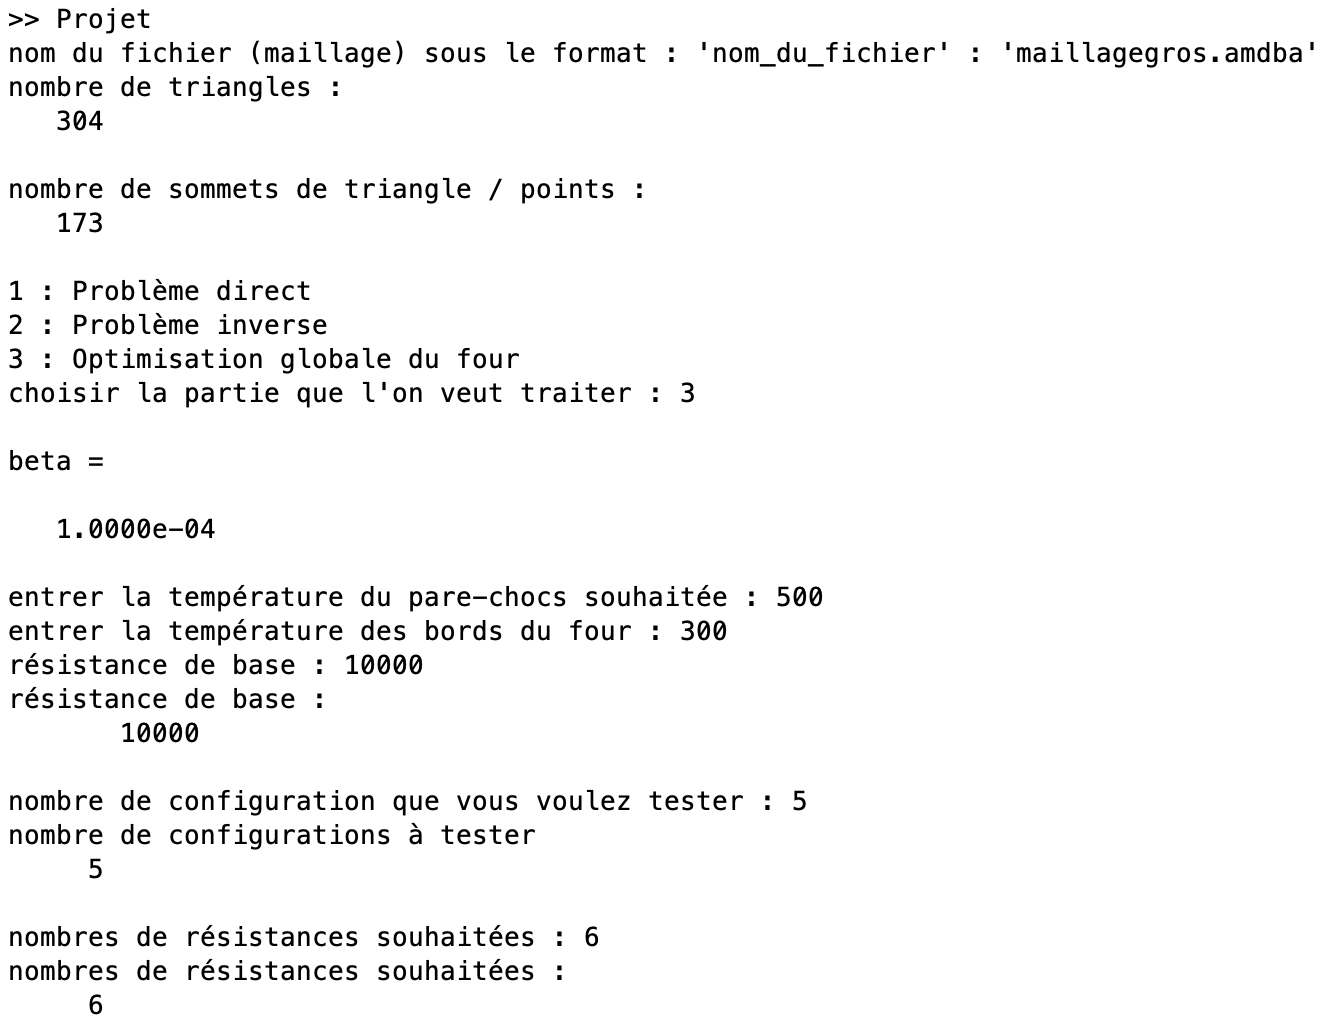 >> Projet
nom du fichier (maillage) sous le format : 'nom_du_fichier' : 'maillagegros.amdba'
nombre de triangles :
304
nombre de sommets de triangle / points :
173
1 : Problème direct
2 : Problème inverse
3 : Optimisation globale du four
choisir la partie que l'on veut traiter : 3
beta =
1.0000e-04
entrer la température du pare-chocs souhaitée : 500
entrer la température des bords du four : 300
résistance de base : 10000
résistance de base :
10000
nombre de configuration que vous voulez tester : 5
nombre de configurations à tester
5
nombres de résistances souhaitées : 6
nombres de résistances souhaitées :
6